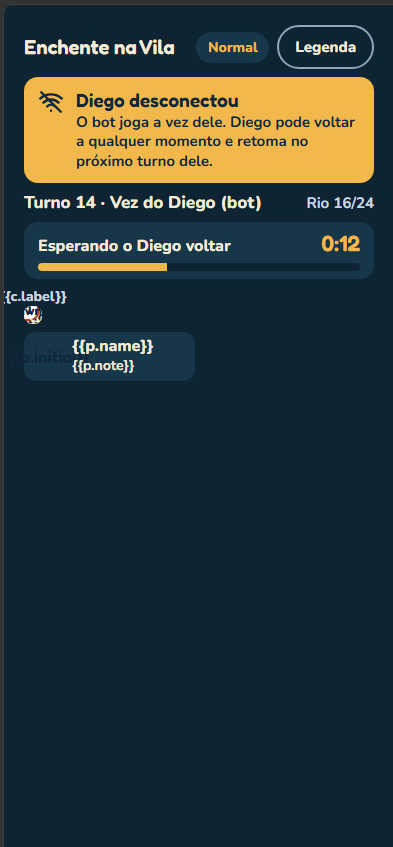 Enchente na Vila
Normal
Legenda
Diego desconectou
O bot joga a vez dele. Diego pode voltar
a qualquer momento e retoma no
próximo turno dele.
Turno 14 · Vez do Diego (bot)
Rio 16/24
Esperando o Diego voltar
0:12
{{c.label}}
{{p.name}}
{{p.note}}